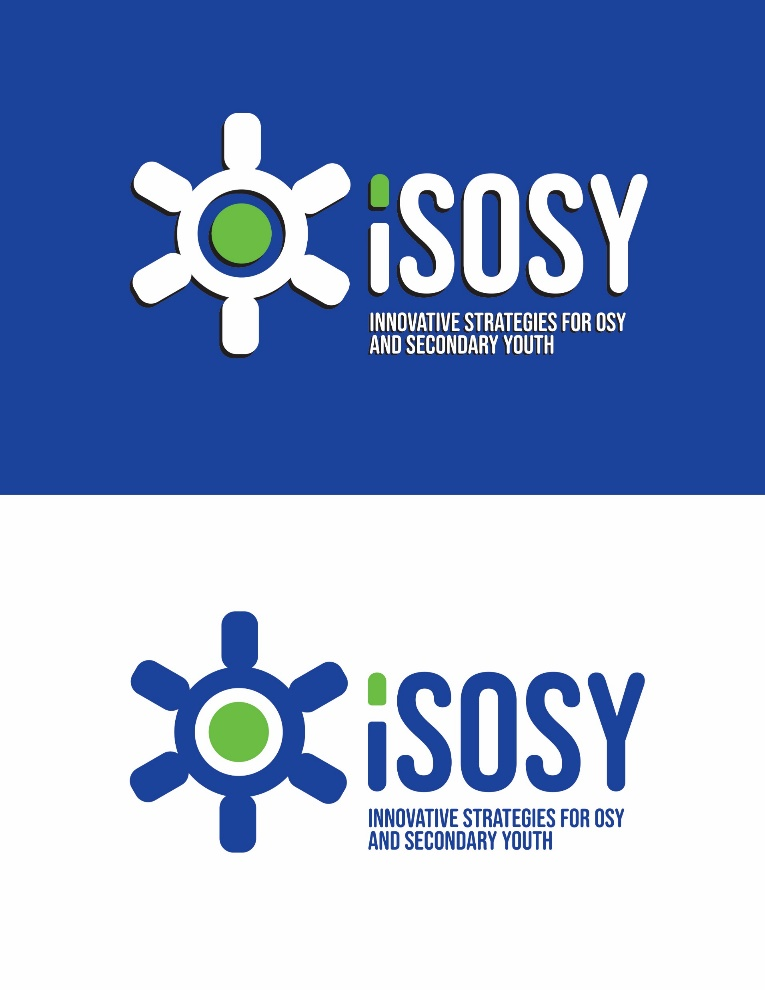 iSOSY
INNOVATIVE STRATEGIES FOR OSY
AND SECONDARY YOUTH
iSOSY
INNOVATIVE STRATEGIES FOR OSY
AND SECONDARY YOUTH